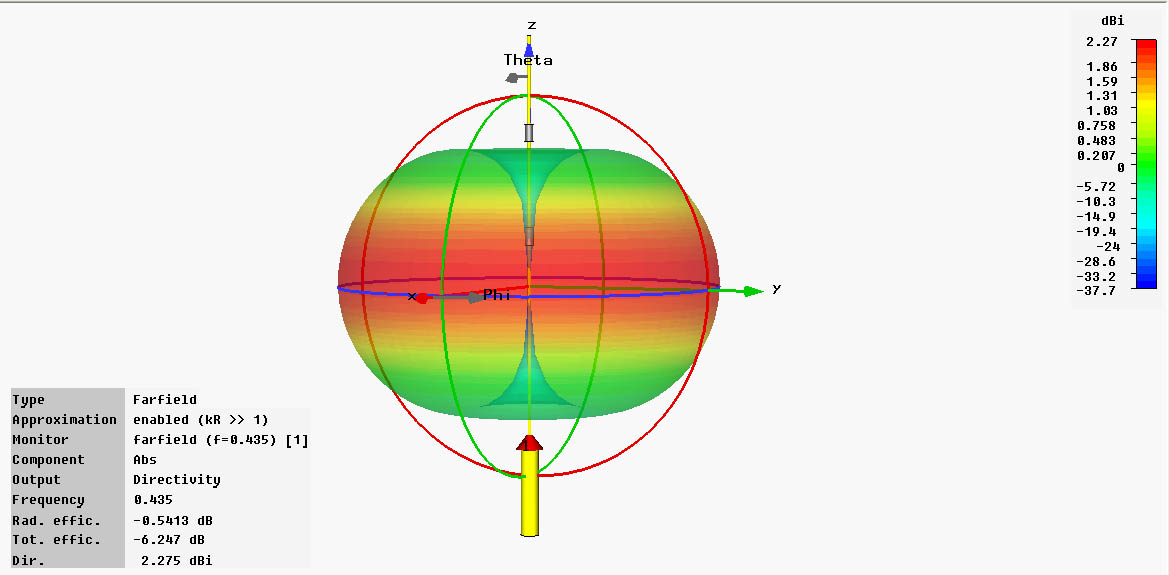 z
dBi
Theta
2.27
1.86
1.59
1.31
1.03
0.758
0.483
0.207
0
-5.72
-10.3
-14.9
-19.4
-24
-28.6
-33.2
-37.7
x
Phi
y
Type Farfield
Approximation enabled (kR >> 1)
Monitor farfield (f=0.435) [1]
Component Abs
Output Directivity
Frequency 0.435
Rad. effic. -0.5413 dB
Tot. effic. -6.247 dB
Dir. 2.275 dBi